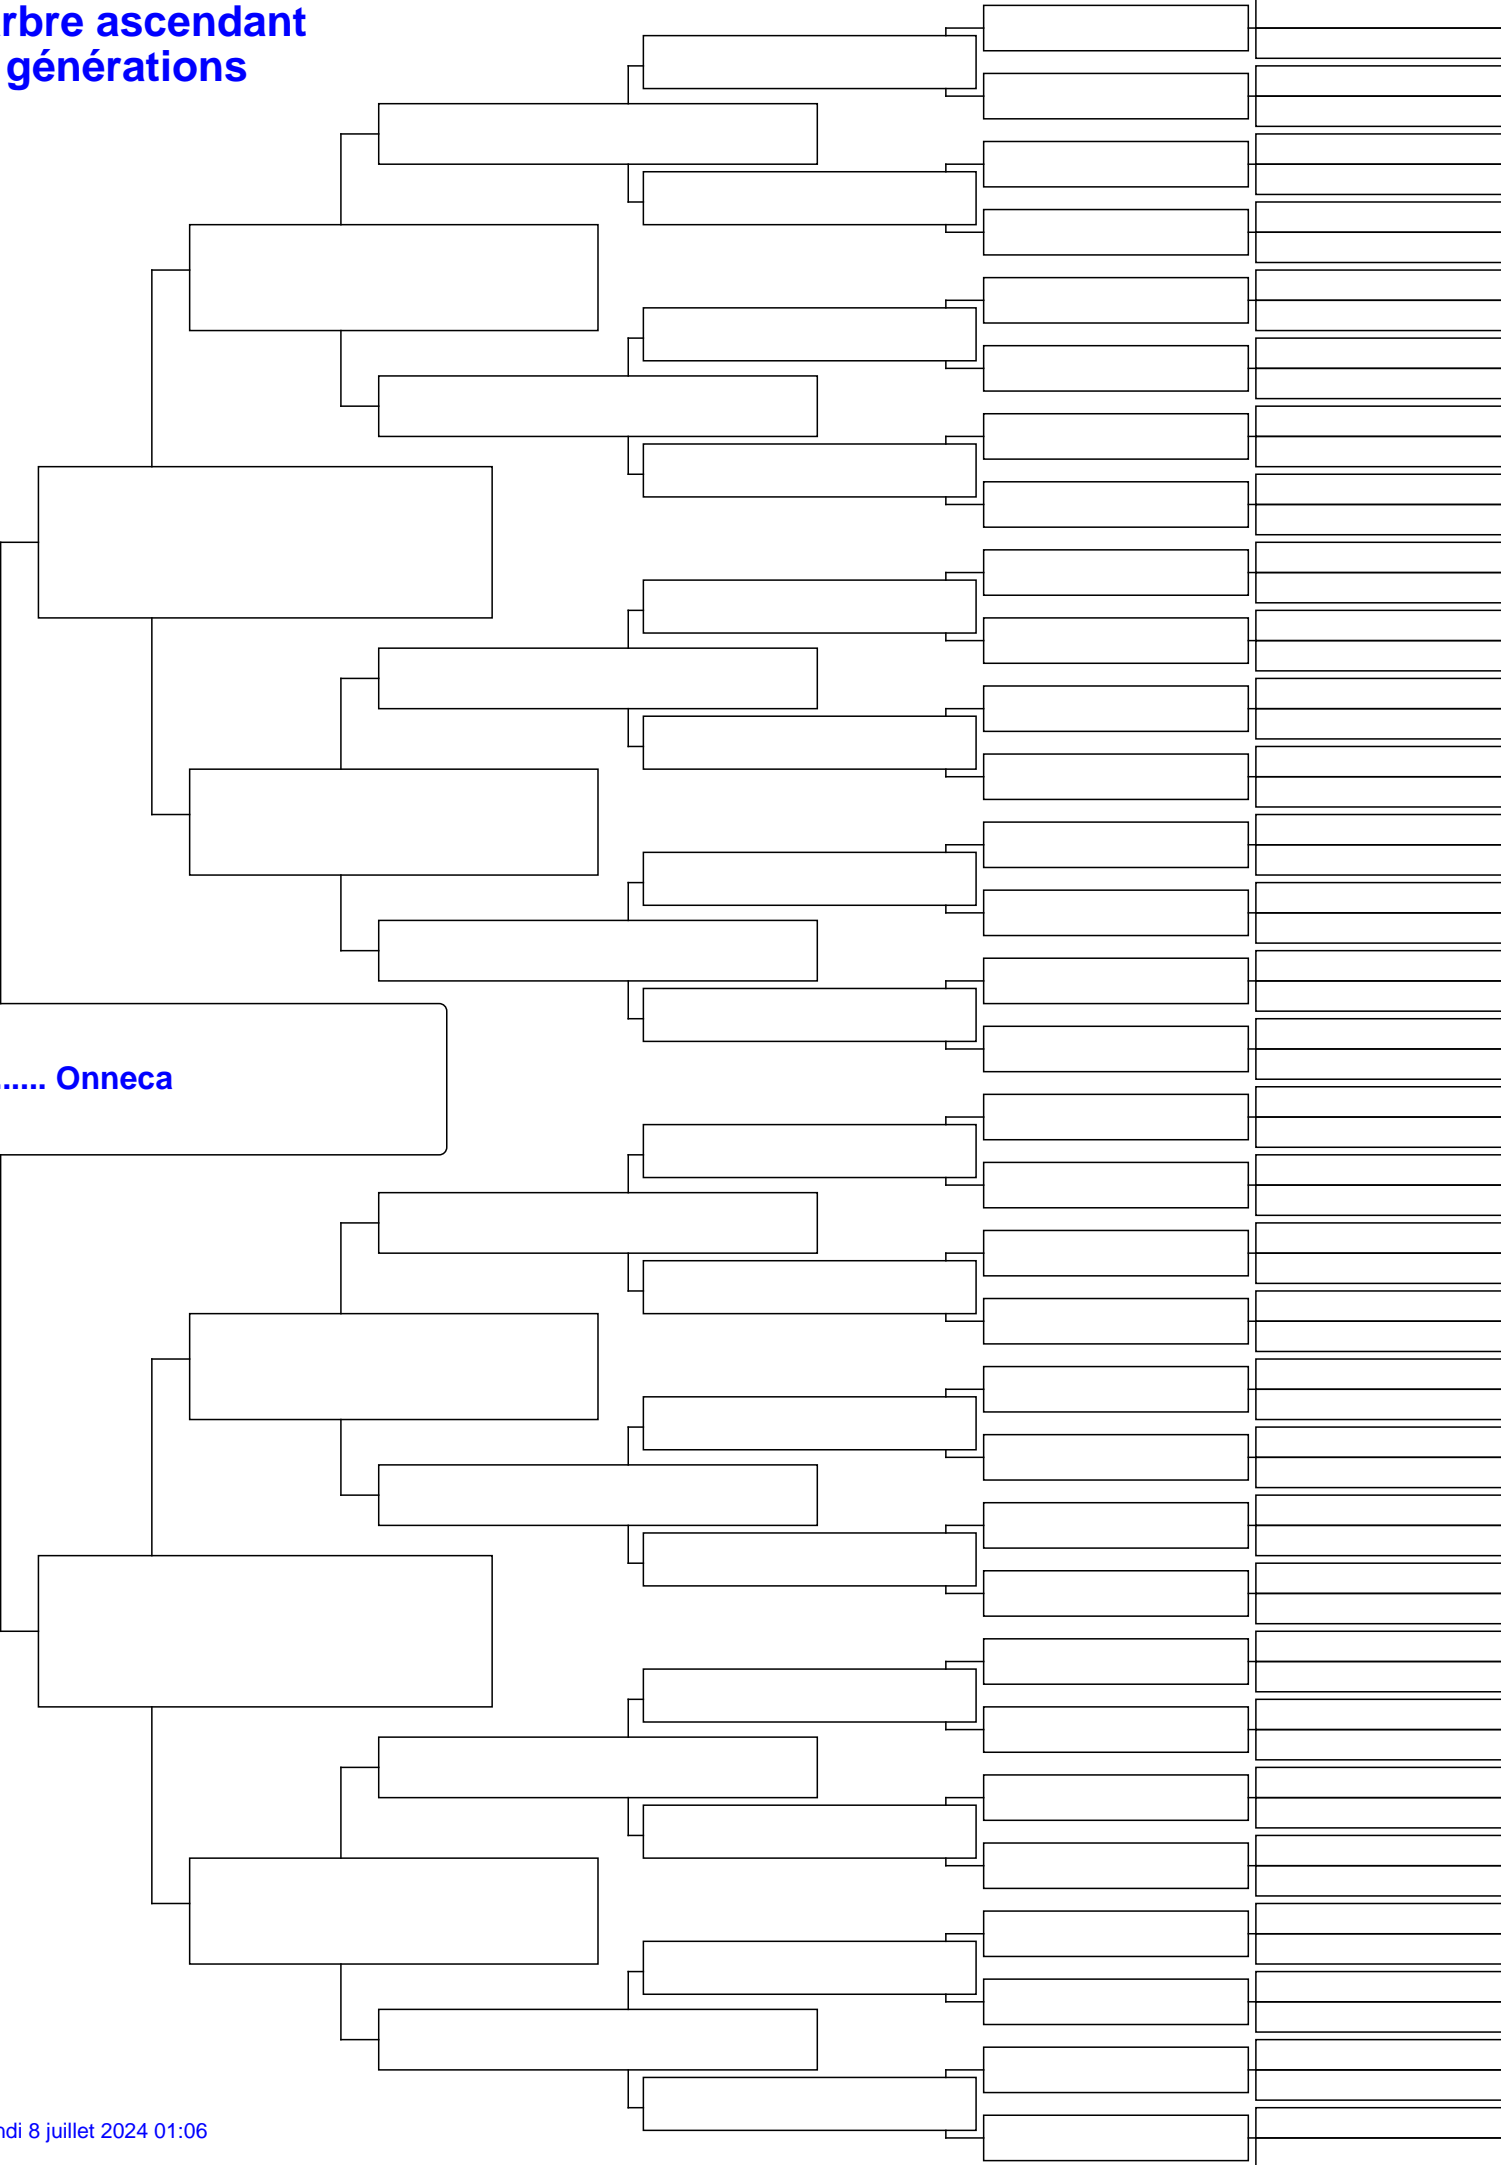 rbre ascendant
générations
...... Onneca
ndi 8 juillet 2024 01:06